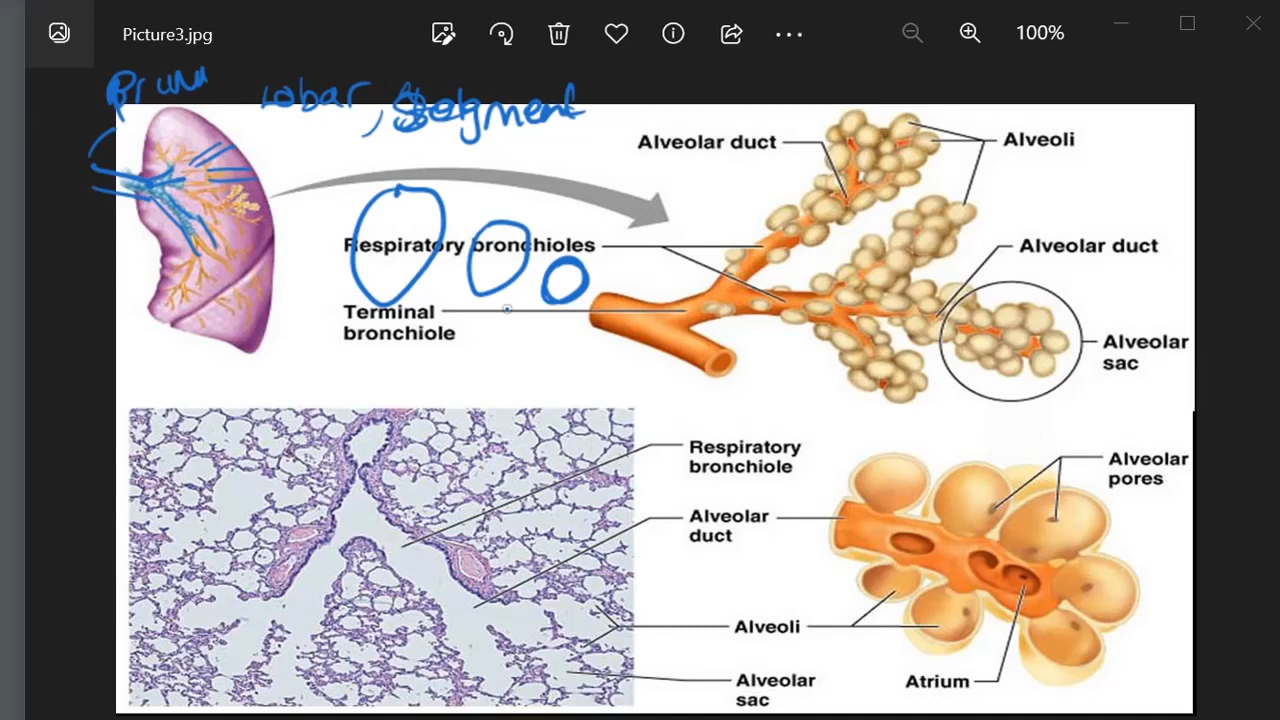 Picture3.jpg
100%
lobar, segment
Alveolar duct
Alveoli
Respiratory bronchioles
Alveolar duct
Terminal
bronchiole
Alveolar
sac
Respiratory
bronchiole
Alveolar
pores
Alveolar
duct
Alveoli
Atrium
Alveolar
sac